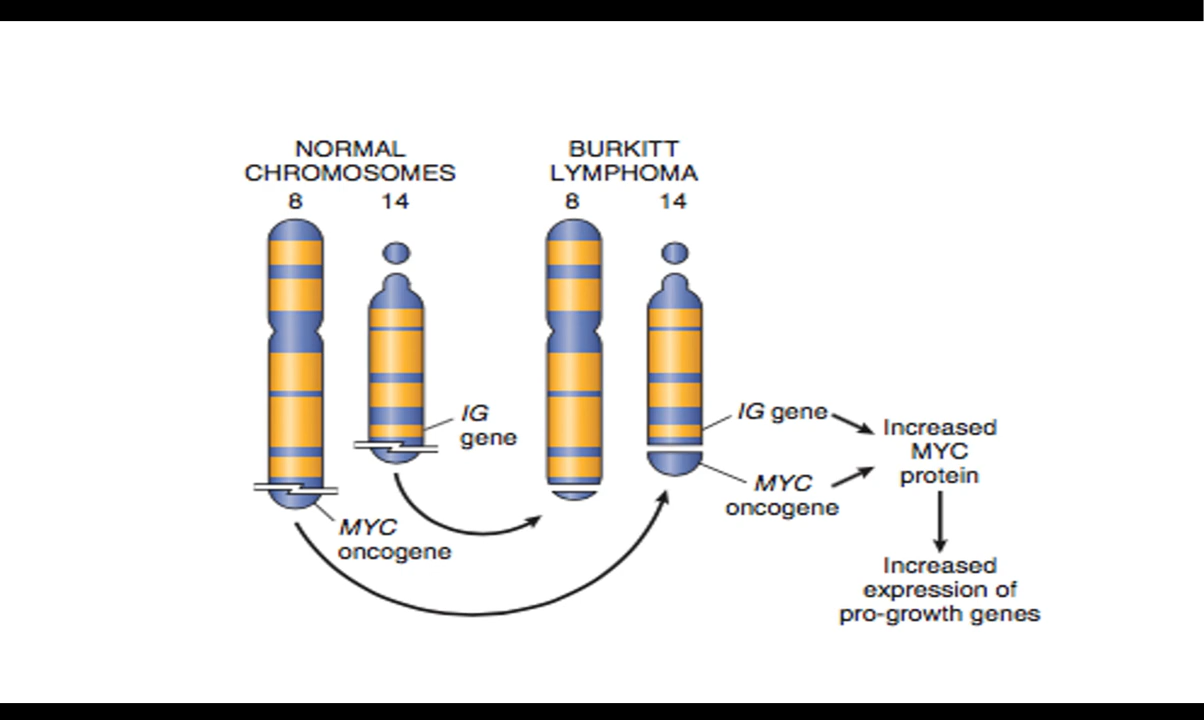 NORMAL
CHROMOSOMES
8 14
BURKITT
LYMPHOMA
8 14
IG
gene
MYC
oncogene
IG gene
MYC
oncogene
Increased
MYC
protein
Increased
expression of
pro-growth genes